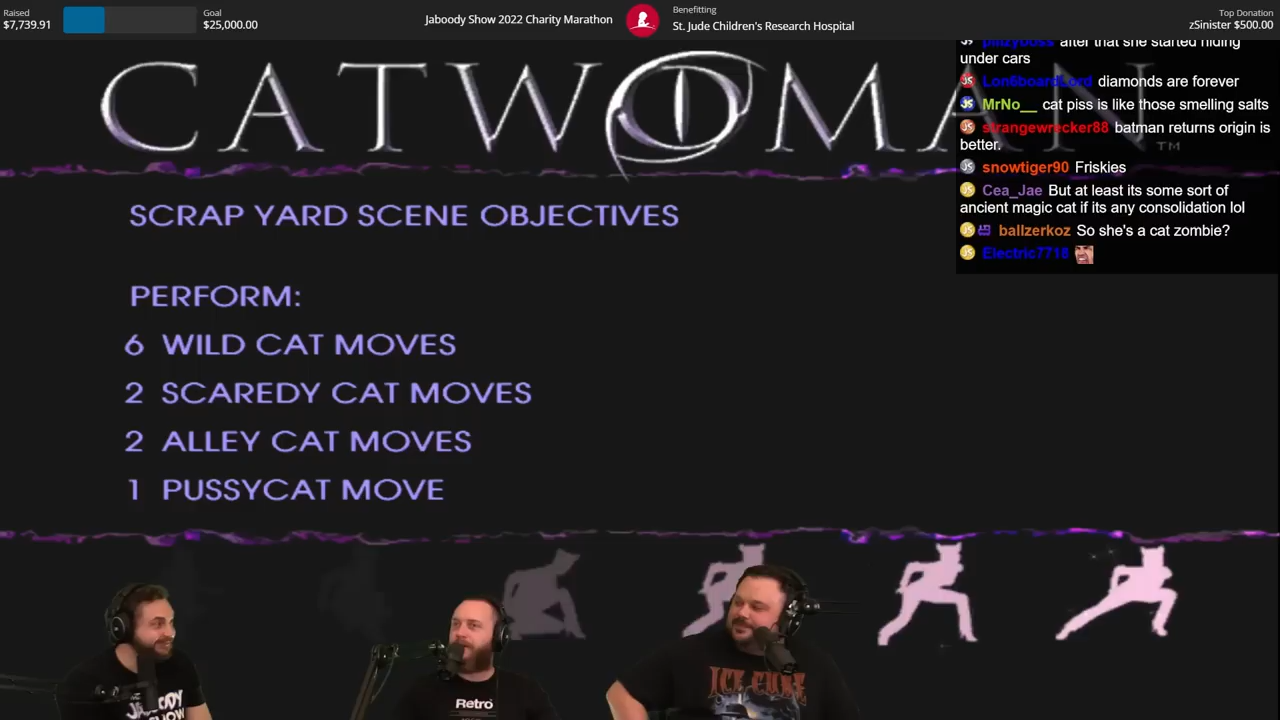 Raised
$7,739.91
Goal
$25,000.00
Jaboody Show 2022 Charity Marathon
Benefitting
St. Jude Children's Research Hospital
Top Donation
zSinister $500.00
CATWOMAN
TM
after that she started hiding
under cars
Lon6boardLord diamonds are forever
MrNo__ cat piss is like those smelling salts
strangewrecker88 batman returns origin is
better.
snowtiger90 Friskies
Cea_Jae But at least its some sort of
ancient magic cat if its any consolidation lol
ballzerkoz So she's a cat zombie?
Electric7718
SCRAP YARD SCENE OBJECTIVES
PERFORM:
6 WILD CAT MOVES
2 SCAREDY CAT MOVES
2 ALLEY CAT MOVES
1 PUSSYCAT MOVE
Retro
ICE CUBE